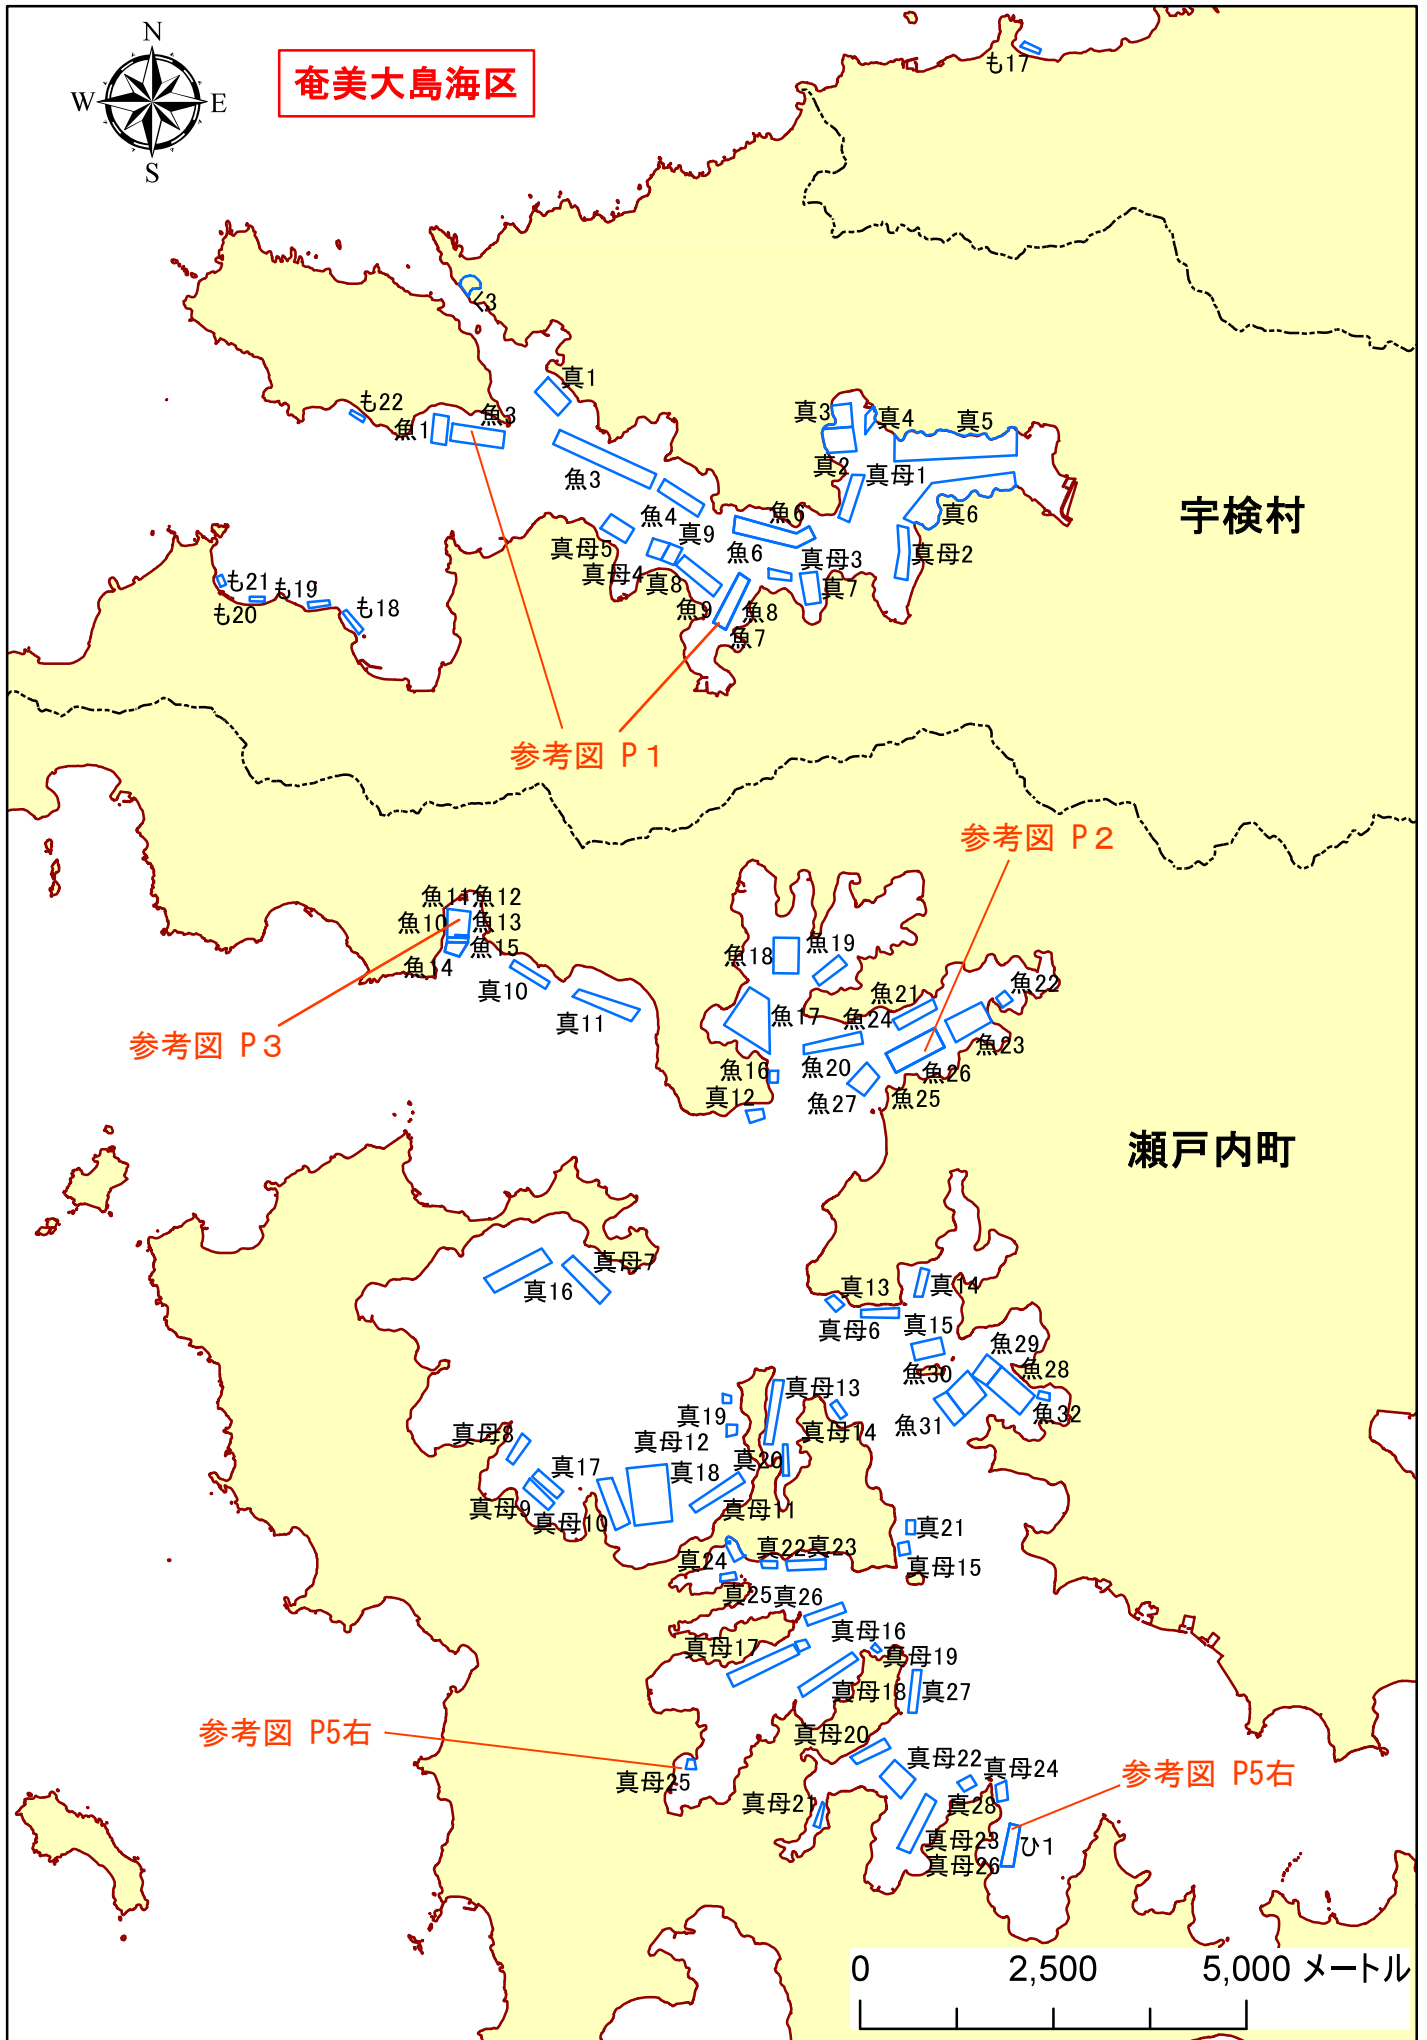 N
W E
S
奄美大島海区
も17
く3
真1
も22
魚1
魚3
真3
真4
真5
真2
真母1
魚3
魚4
真9
魚6
真6
宇検村
真母5
真母4
真8
魚6
真母3
真母2
真7
魚9
魚8
魚7
も21
も19
も20
も18
参考図 P1
参考図 P2
魚11
魚12
魚10
魚13
魚15
魚14
真10
真11
参考図 P3
魚18
魚19
魚17
魚21
魚22
魚24
魚23
魚20
魚26
魚16
真12
魚27
魚25
瀬戸内町
真母7
真16
真13
真14
真母6
真15
魚29
魚30
魚28
魚31
魚32
真母13
真19
真母14
真母8
真母12
真20
真17
真18
真母9
真母10
真母11
真21
真22
真23
真24
真母15
真25
真26
真母16
真母17
真母19
真母18
真27
参考図 P5右
真母20
真母22
真母24
参考図 P5右
真母25
真28
真母21
真母23
ひ1
真母26
0 2,500 5,000 メートル